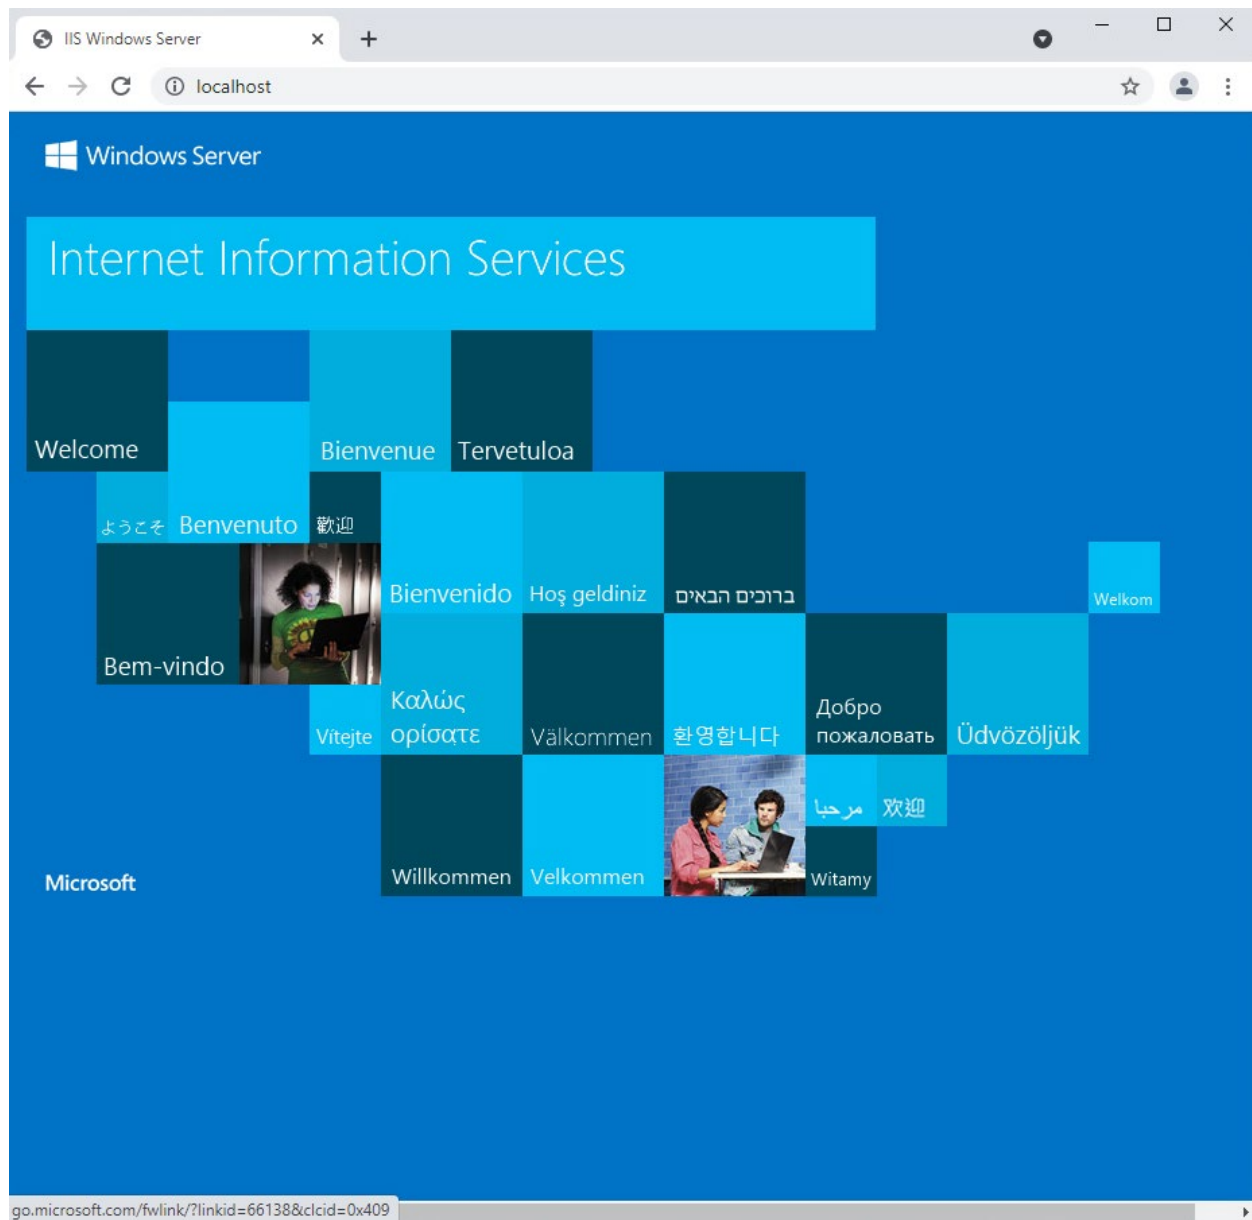 IIS Windows Server
localhost
Windows Server
Internet Information Services
Welcome
Bienvenue
Tervetuloa
ようこそ
Benvenuto
歡迎
Bienvenido
Hoş geldiniz
ברוכים הבאים
Welkom
Bem-vindo
Vítejte
Καλώς
ορίσατε
Välkommen
환영합니다
Добро
пожаловать
Üdvözöljük
مرحبا
欢迎
Microsoft
Willkommen
Velkommen
Witamy
go.microsoft.com/fwlink/?linkid=66138&clcid=0x409